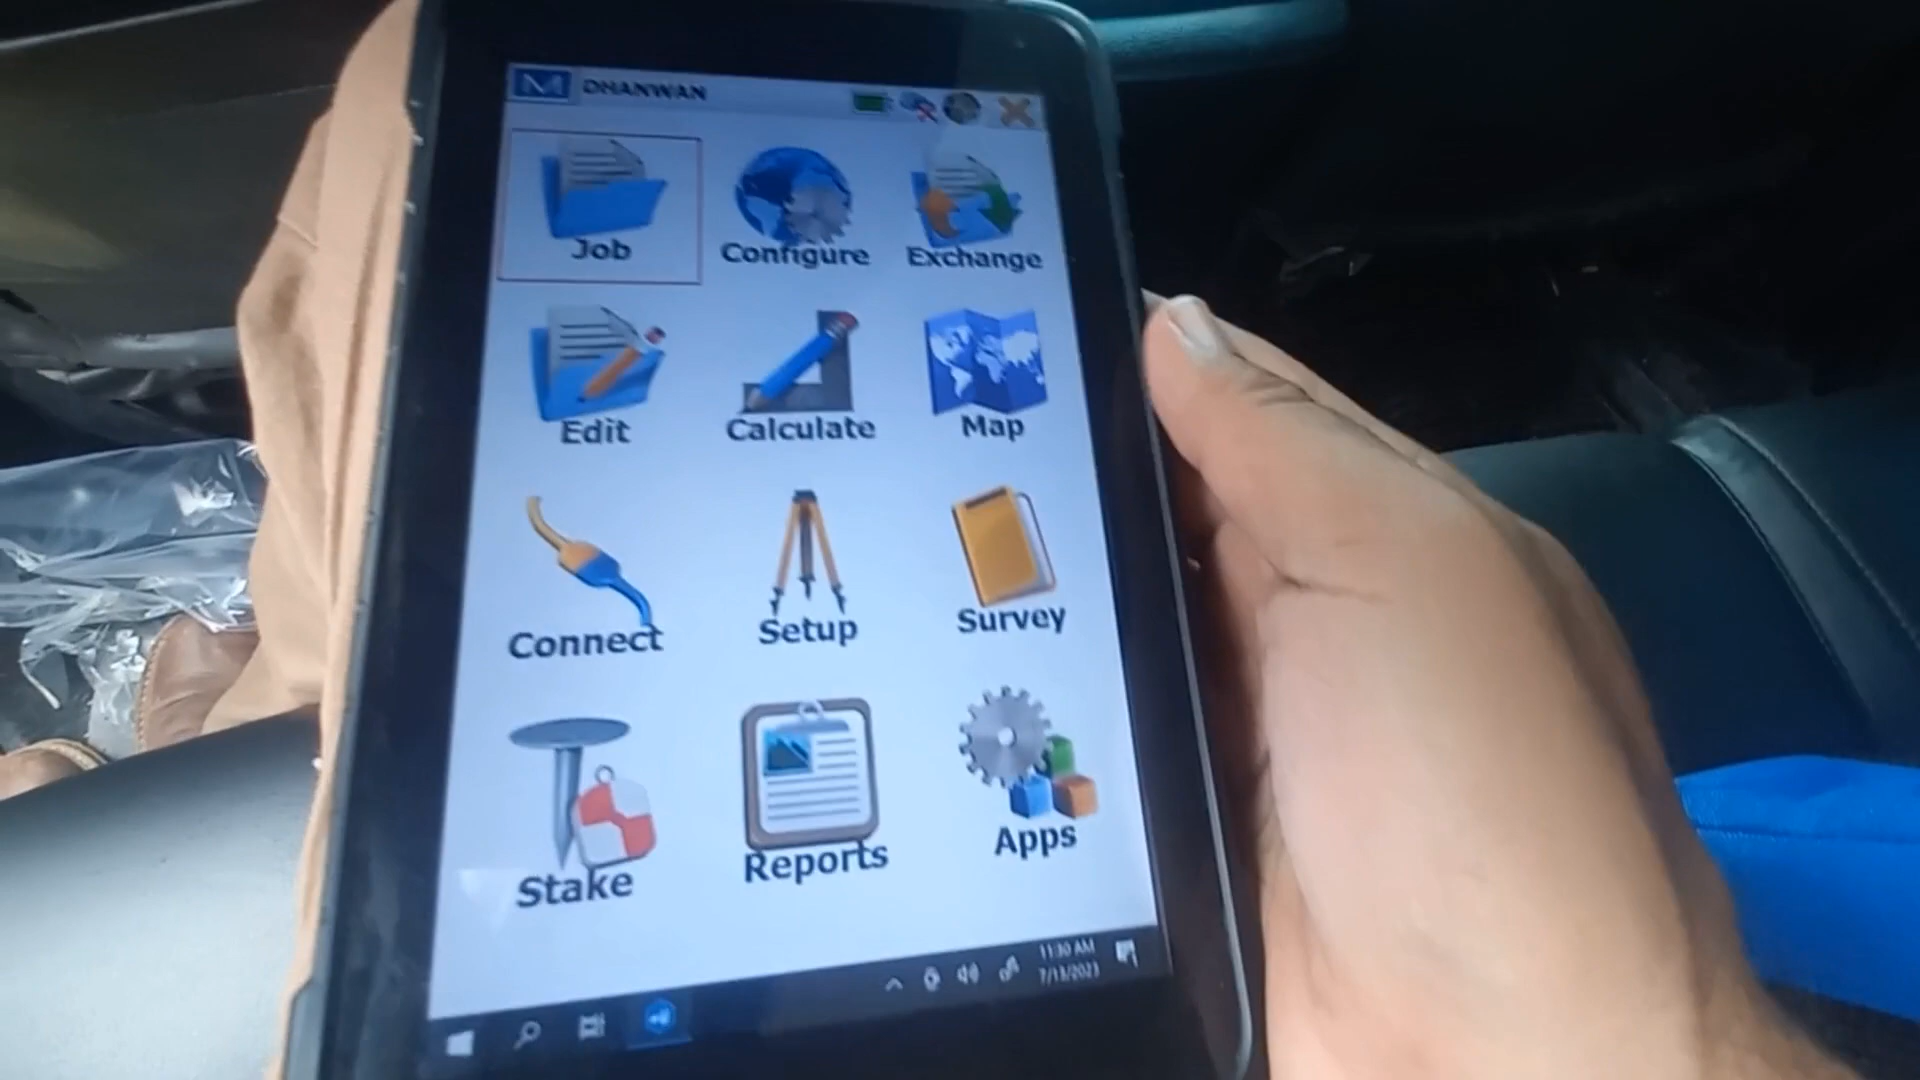 DHANWAN
Job Configure Exchange
Edit Calculate Map
Connect Setup Survey
Stake Reports Apps
11:30 AM
7/13/2023